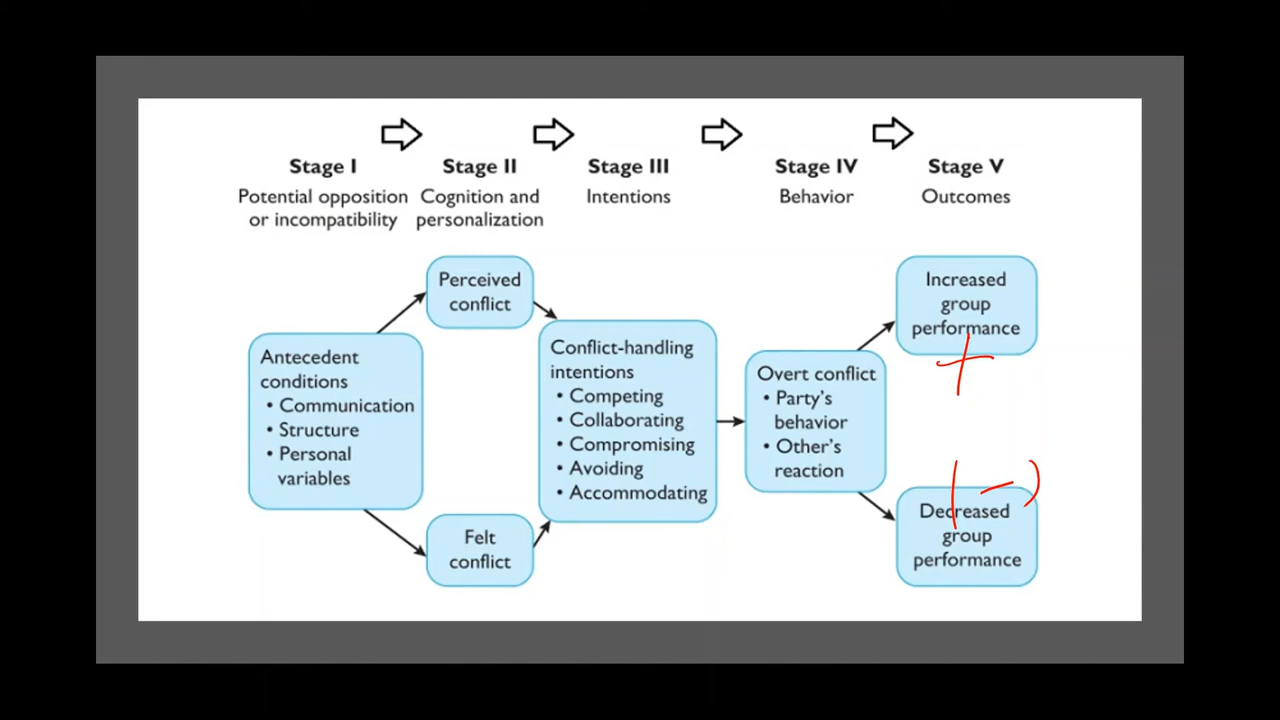 Stage I
Potential opposition
or incompatibility
Stage II
Cognition and
personalization
Stage III
Intentions
Stage IV
Behavior
Stage V
Outcomes
Antecedent
conditions
• Communication
• Structure
• Personal
variables
Perceived
conflict
Felt
conflict
Conflict-handling
intentions
• Competing
• Collaborating
• Compromising
• Avoiding
• Accommodating
Overt conflict
• Party's
behavior
• Other's
reaction
Increased
group
performance
+
(-)
Decreased
group
performance